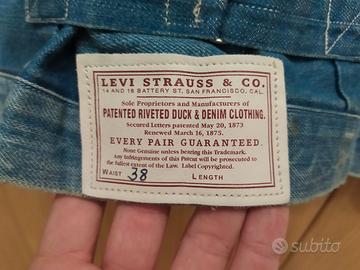 LEVI STRAUSS & CO.
14 AND 16 BATTERY ST, SAN FRANCISCO, CAL.
Sole Proprietors and Manufacturers of
PATENTED RIVETED DUCK & DENIM CLOTHING.
Secured Letters patented May 20, 1873
Renewed March 16, 1875.
EVERY PAIR GUARANTEED.
None Genuine unless bearing this Trademark.
Any Infringements of this Patent will be prosecuted to
the fullest extent of the Law. Label Copyrighted.
WAIST 38 LENGTH
subito